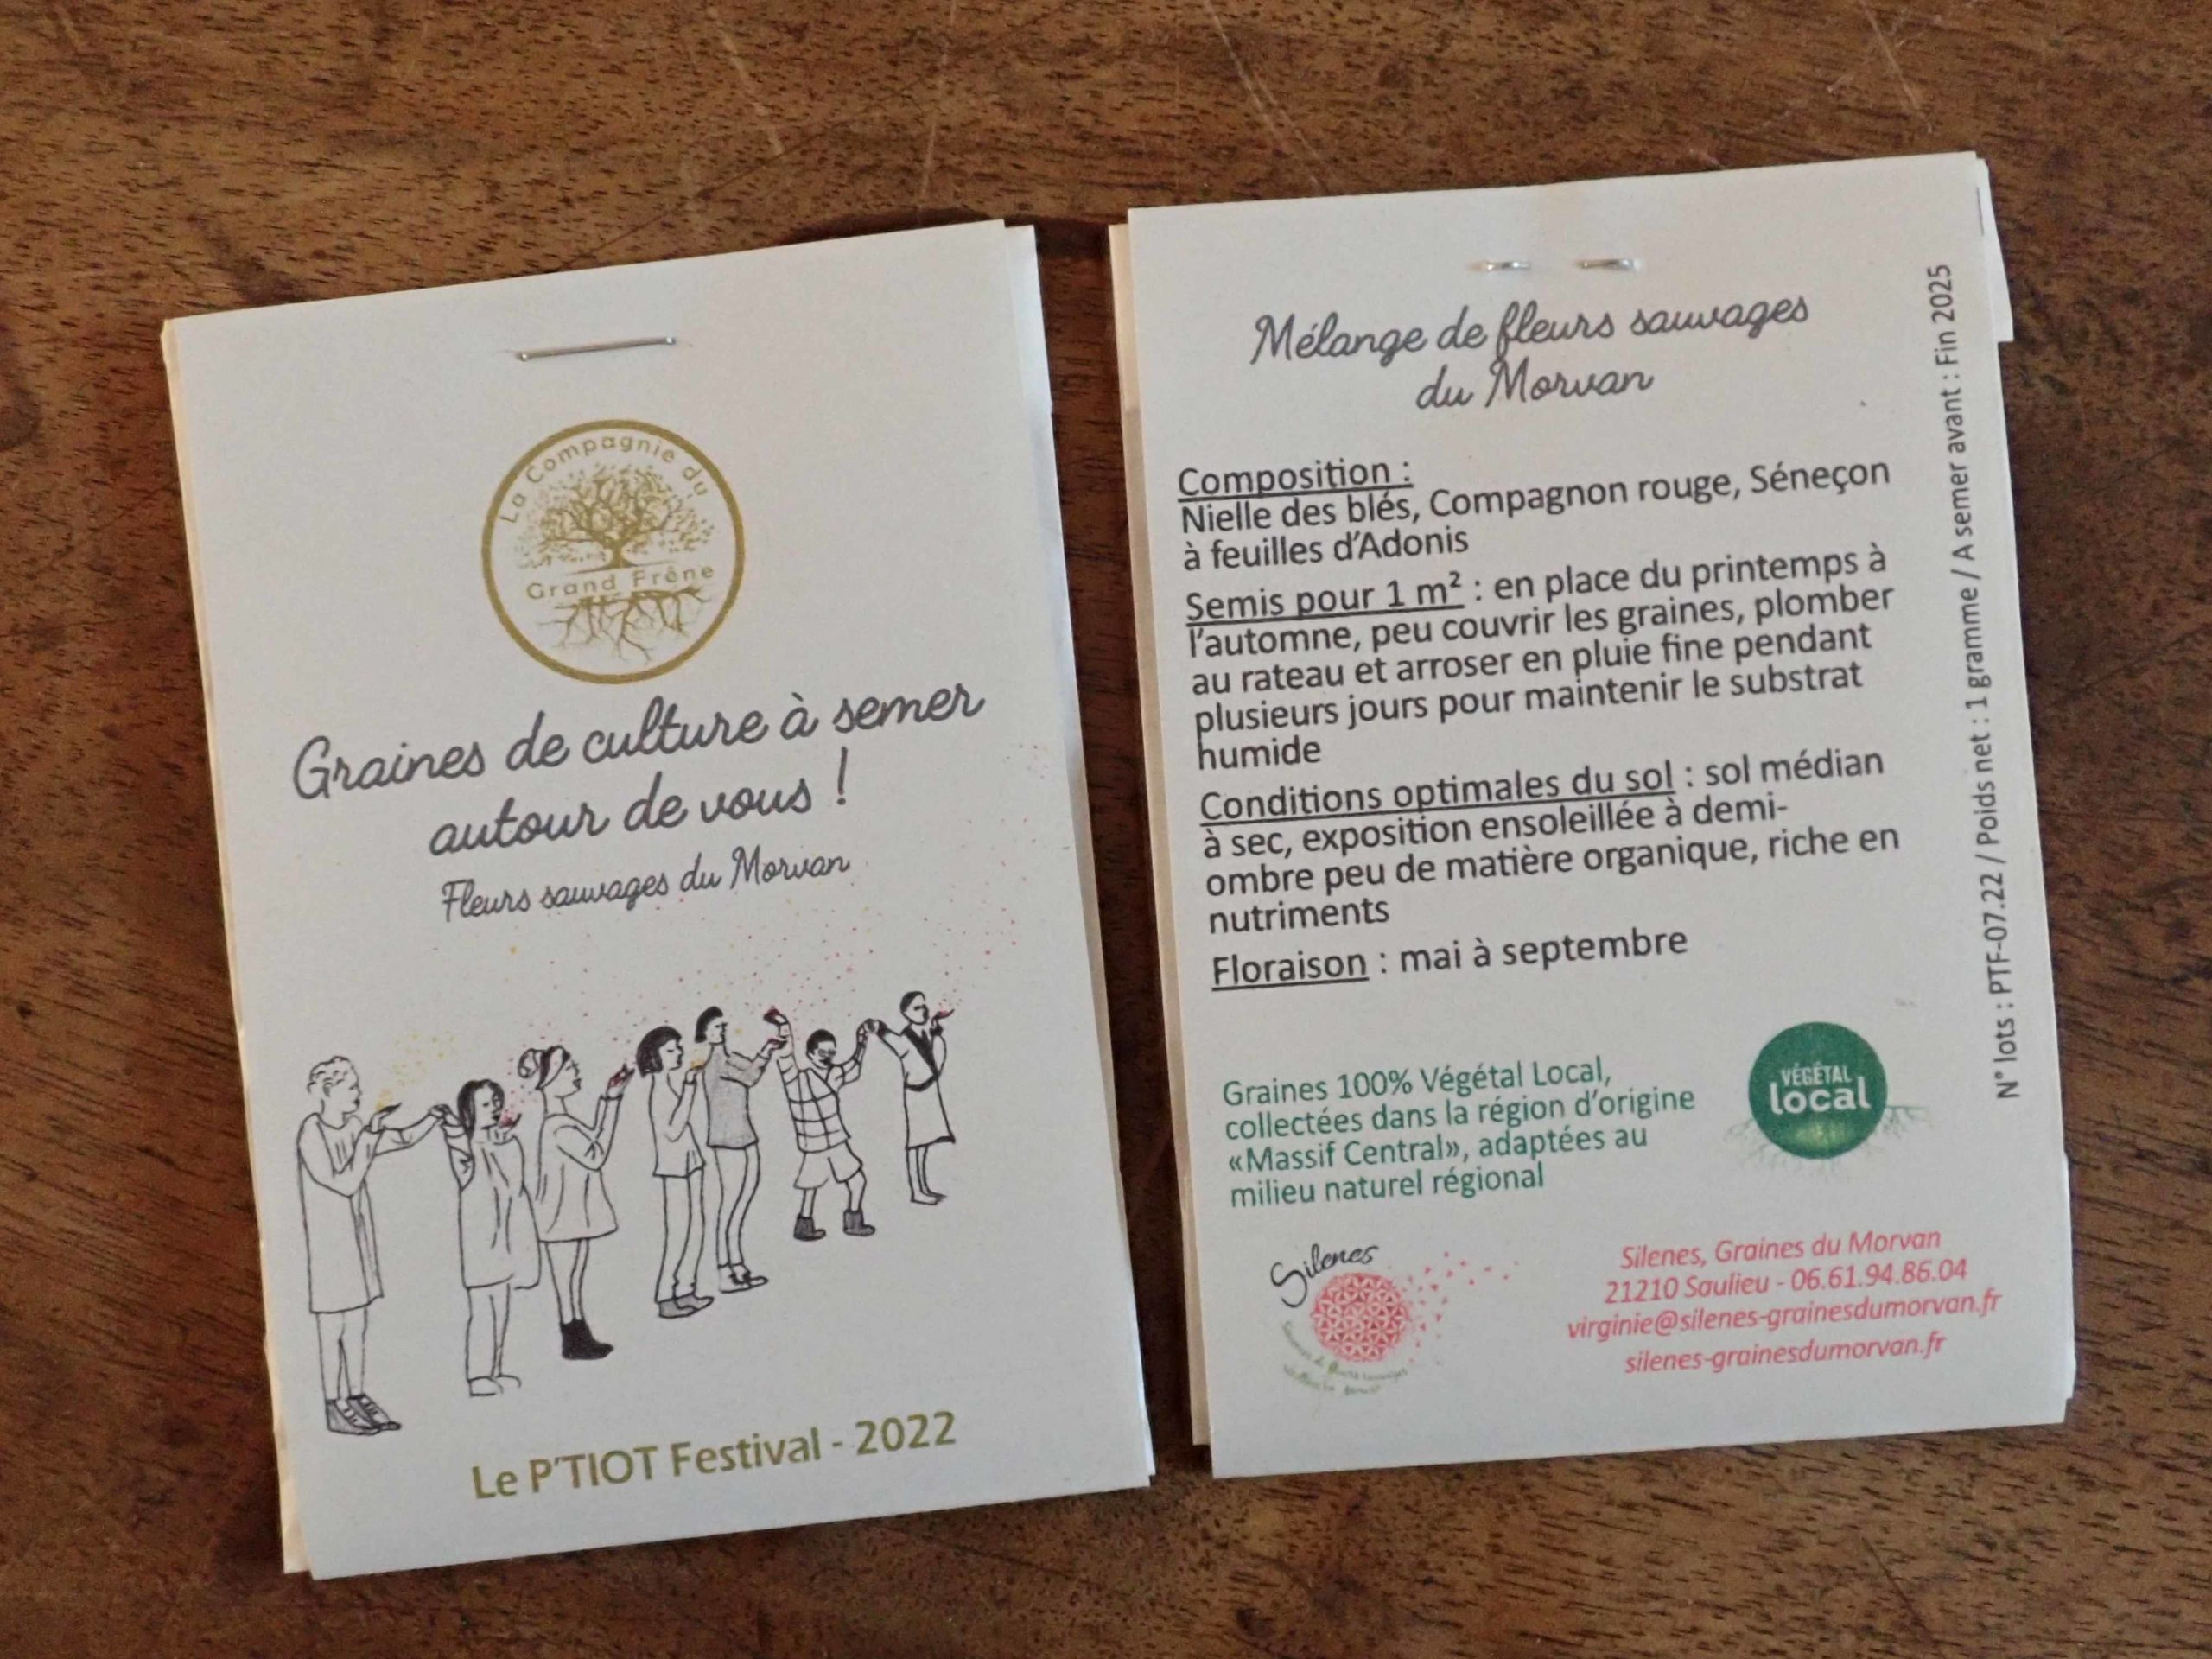 La Compagnie du
Grand Frêne
Graines de culture à semer
autour de vous !
Fleurs sauvages du Morvan
Le P'TIOT Festival - 2022
Mélange de fleurs sauvages
du Morvan
Composition :
Nielle des blés, Compagnon rouge, Séneçon
à feuilles d'Adonis
Semis pour 1 m² : en place du printemps à
l'automne, peu couvrir les graines, plomber
au rateau et arroser en pluie fine pendant
plusieurs jours pour maintenir le substrat
humide
Conditions optimales du sol : sol médian
à sec, exposition ensoleillée à demi-
ombre peu de matière organique, riche en
nutriments
Floraison : mai à septembre
Graines 100% Végétal Local,
collectées dans la région d'origine
«Massif Central», adaptées au
milieu naturel régional
VÉGÉTAL
local
Silenes
Silenes, Graines du Morvan
21210 Saulieu - 06.61.94.86.04
virginie@silenes-grainesdumorvan.fr
silenes-grainesdumorvan.fr
N° lots : PTF-07.22 / Poids net : 1 gramme / A semer avant : Fin 2025